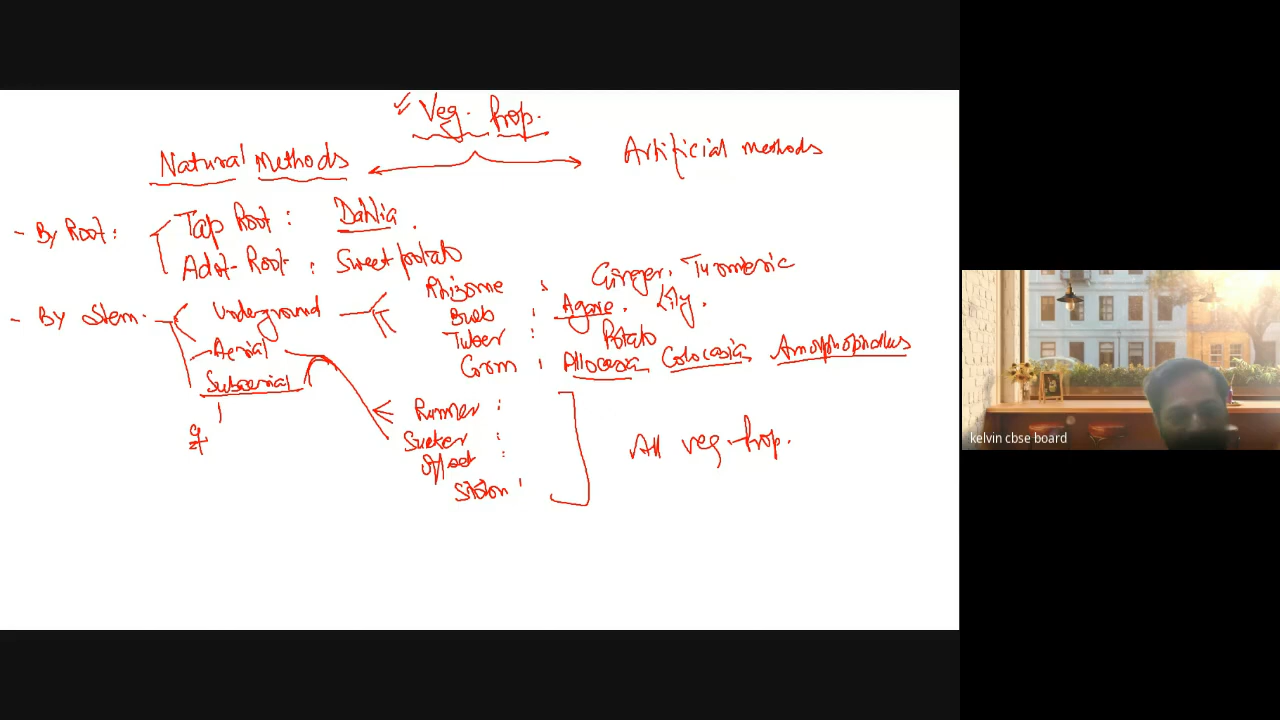 Veg. Prop.
Natural Methods
Artificial methods
- By Root:
Tap Root : Dahlia.
Adv. Root : Sweet potato
- By Stem.
Underground
Rhizome : Ginger, Turmeric
Bulb : Agave, Lily.
Tuber : Potato
Corm : Allocasia, Colocasia, Amorphophallus
Aerial
Subaerial
Runner :
Sucker :
Offset :
Stolon :
All veg. prop.
kelvin cbse board